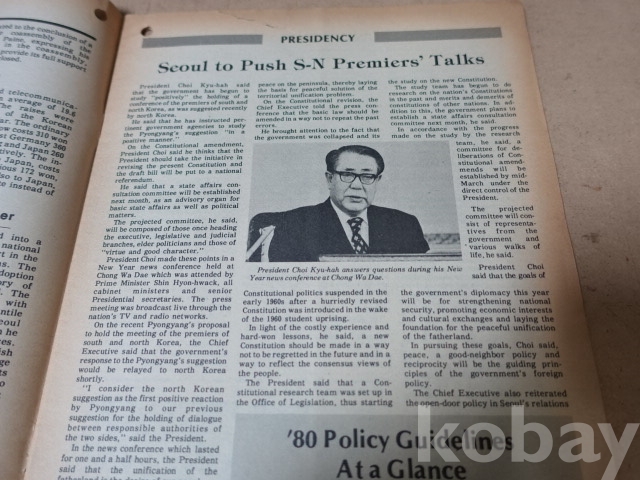 PRESIDENCY
Seoul to Push S-N Premiers' Talks
President Choi Kyu-hah said
that the government has begun to
study "positively" the holding of a
conference of the premiers of south and
north Korea, as was suggested recently
by north Korea.
He said that he has instructed per-
tinent government agencies to study
the Pyongyang's suggestion "in a
positive manner."
On the Constitutional amendment,
President Choi said he thinks that the
President should take the initiative in
revising the present Constitution and
the draft bill will be put to a national
referendum.
He said that a state affairs con-
sultation committee will be established
next month, as an advisory organ for
basic state affairs as well as political
matters.
The projected committee, he said,
will be composed of those once heading
the executive, legislative and judicial
branches, elder politicians and those of
"virtue and good character."
President Choi made these points in a
New Year news conference held at
Chong Wa Dae which was attended by
Prime Minister Shin Hyon-hwack, all
cabinet ministers and senior
Presidential secretaries. The press
meeting was broadcast live through the
nation's TV and radio networks.
On the recent Pyongyang's proposal
to hold the meeting of the premiers of
south and north Korea, the Chief
Executive said that the government's
response to the Pyongyang's suggestion
would be relayed to north Korea
shortly.
"I consider the north Korean
suggestion as the first positive reaction
by Pyongyang to our previous
suggestion for the holding of dialogue
between responsible authorities of
the two sides," said the President.
In the news conference which lasted
for one and a half hours, the President
said that the unification of the
peace on the peninsula, thereby laying
the basis for peaceful solution of the
territorial unification problem.
On the Constitutional revision, the
Chief Executive told the press con-
ference that the basic law should be
amended in a way not to repeat the past
errors.
He brought attention to the fact that
the government was collapsed and its
President Choi Kyu-hah answers questions during his New
Year news conference at Chong Wa Dae.
Constitutional politics suspended in the
early 1960s after a hurriedly revised
Constitution was introduced in the wake
of the 1960 student uprising.
In light of the costly experience and
hard-won lessons, he said, a new
Constitution should be made in a way
not to be regretted in the future and in a
way to reflect the consensus views of
the people.
The President said that a Con-
stitutional research team was set up in
the Office of Legislation, thus starting
the study on the new Constitution.
The study team has begun to do
research on the nation's Constitutions
in the past and merits and demerits of
constitutions of other nations. In ad-
dition to this, the government plans to
establish a state affairs consultation
committee next month, he said.
In accordance with the progress
made on the study by the research
team, he said, a
committee for de-
liberations of Con-
stitutional amend-
mends will be
established by mid-
March under the
direct control of the
President.
The projected
committee will con-
sist of representa-
tives from the
government and
various walks of
life, he said.
President Choi
said that the goals of
the government's diplomacy this year
will be for strengthening national
security, promoting economic interests
and cultural exchanges and laying the
foundation for the peaceful unification
of the fatherland.
In pursuing these goals, Choi said,
peace, a good-neighbor policy and
reciprocity will be the guiding prin-
ciples of the government's foreign
policy.
The Chief Executive also reiterated
the open-door policy in Seoul's relations
'80 Policy Guidelines
At a Glance
kobay